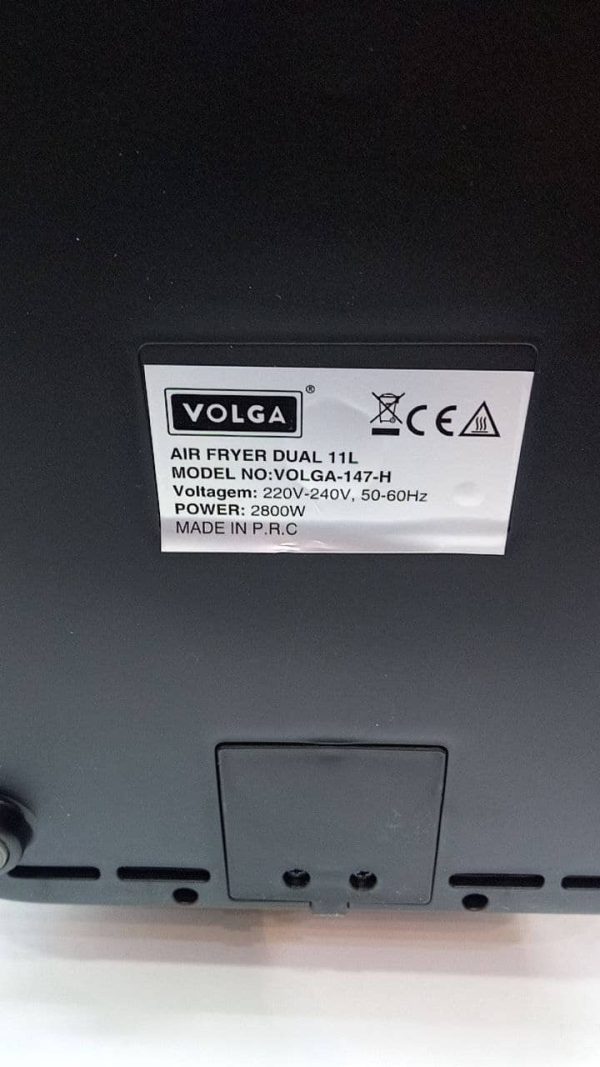 VOLGA ®
CE
AIR FRYER DUAL 11L
MODEL NO:VOLGA-147-H
Voltagem: 220V-240V, 50-60Hz
POWER: 2800W
MADE IN P.R.C